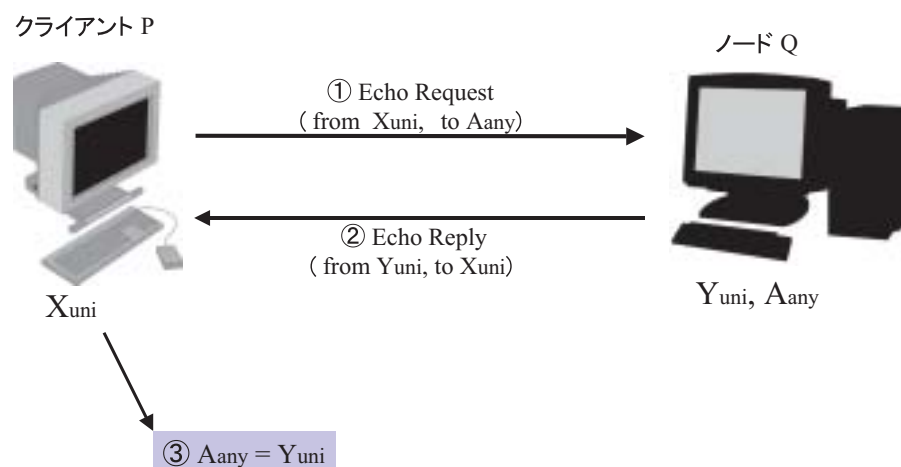 クライアント P
ノード Q
① Echo Request
( from Xuni, to Aany)
② Echo Reply
( from Yuni, to Xuni)
Xuni
Yuni, Aany
③ Aany = Yuni